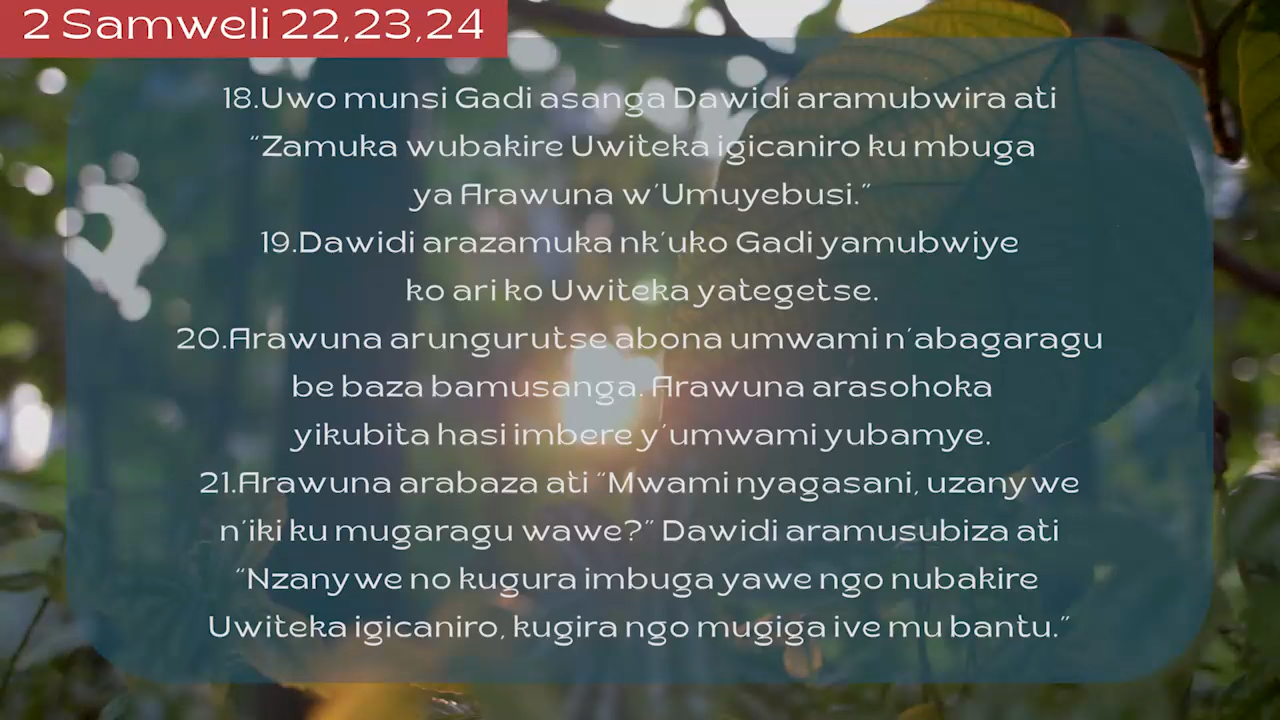 2 Samweli 22,23,24
18.Uwo munsi Gadi asanga Dawidi aramubwira ati
“Zamuka wubakire Uwiteka igicaniro ku mbuga
ya Arawuna w'Umuyebusi.”
19.Dawidi arazamuka nk'uko Gadi yamubwiye
ko ari ko Uwiteka yategetse.
20.Arawuna arungurutse abona umwami n'abagaragu
be baza bamusanga. Arawuna arasohoka
yikubita hasi imbere y'umwami yubamye.
21.Arawuna arabaza ati “Mwami nyagasani, uzanywe
n'iki ku mugaragu wawe?” Dawidi aramusubiza ati
“Nzanywe no kugura imbuga yawe ngo nubakire
Uwiteka igicaniro, kugira ngo mugiga ive mu bantu.”